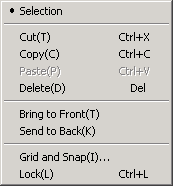 Selection
Cut(T) Ctrl+X
Copy(C) Ctrl+C
Paste(P) Ctrl+V
Delete(D) Del
Bring to Front(T)
Send to Back(K)
Grid and Snap(I)...
Lock(L) Ctrl+L